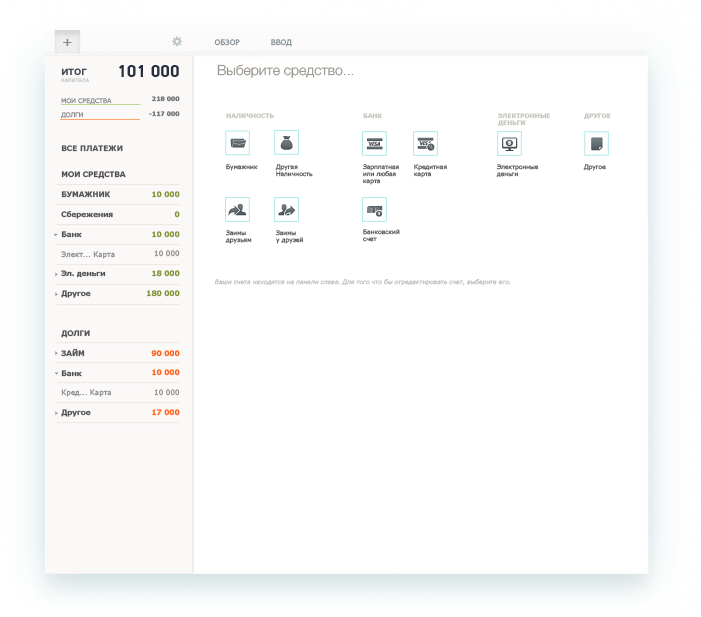 +
ОБЗОР ВВОД
ИТОГ 101 000
КАПИТАЛА
МОИ СРЕДСТВА 218 000
ДОЛГИ -117 000
ВСЕ ПЛАТЕЖИ
МОИ СРЕДСТВА
БУМАЖНИК 10 000
Сбережения 0
Банк 10 000
Элект... Карта 10 000
Эл. деньги 18 000
Другое 180 000
ДОЛГИ
ЗАЙМ 90 000
Банк 10 000
Кред... Карта 10 000
Другое 17 000
Выберите средство...
НАЛИЧНОСТЬ
Бумажник
Другая
Наличность
Звимы
друзьям
Звимы
у друзей
БАНК
VISA
Зарплатная
или любая
карта
VISA
Кредитная
карта
Банковский
счет
ЭЛЕКТРОННЫЕ
ДЕНЬГИ
Электронные
деньги
ДРУГОЕ
Другое
Ваши счета находятся на панели слева. Для того что бы отредактировать счет, выберите его.